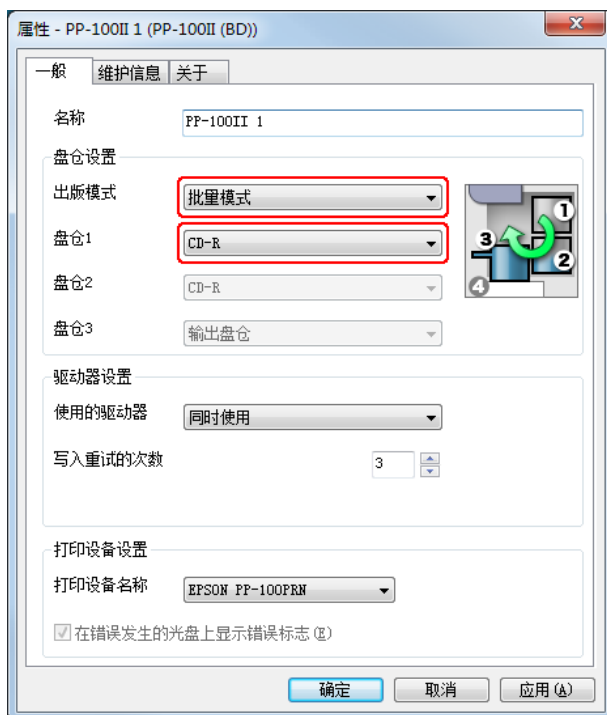 属性 - PP-100II 1 (PP-100II (BD))
一般 维护信息 关于
名称 PP-100II 1
盘仓设置
出版模式 批量模式
盘仓1 CD-R
盘仓2 CD-R
盘仓3 输出盘仓
1
3
2
4
驱动器设置
使用的驱动器 同时使用
写入重试的次数 3
打印设备设置
打印设备名称 EPSON PP-100PRN
在错误发生的光盘上显示错误标志(E)
确定 取消 应用(A)